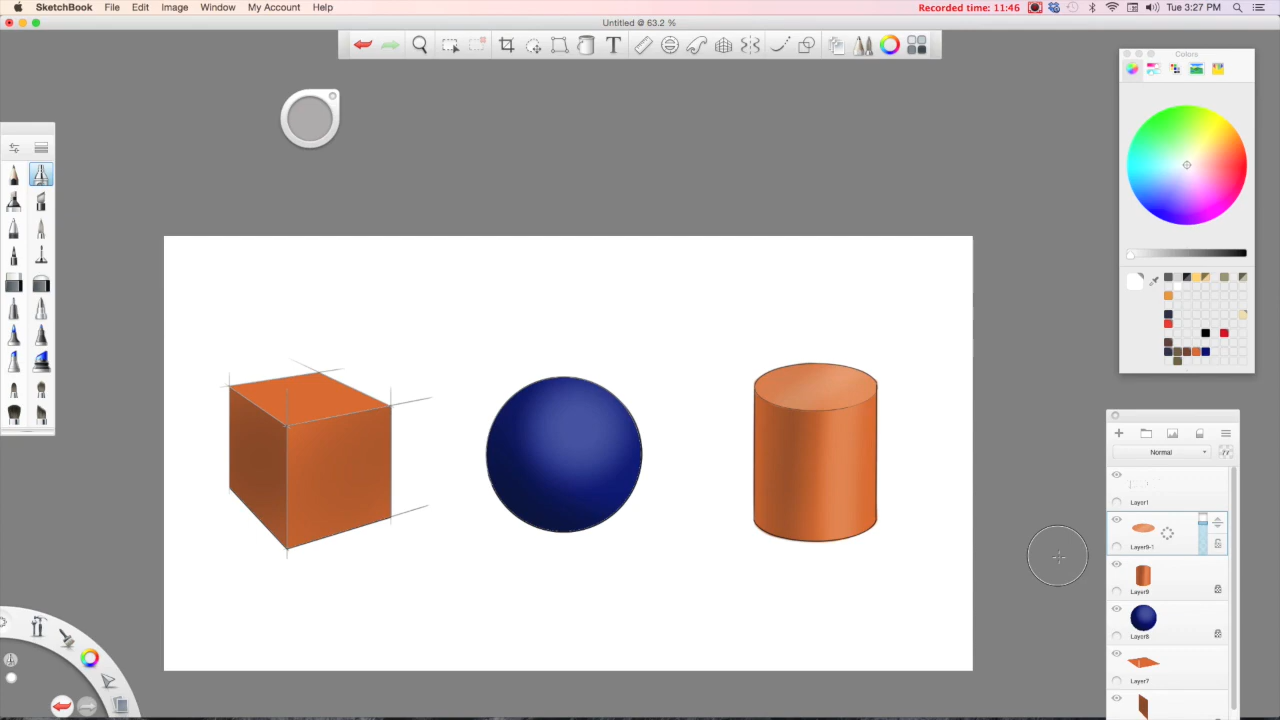 SketchBook File Edit Image Window My Account Help Recorded time: 11:46 Tue 3:27 PM
Untitled @ 63.2 %
T
Colors
Normal
Layer1
Layer9-1
Layer9
Layer8
Layer7